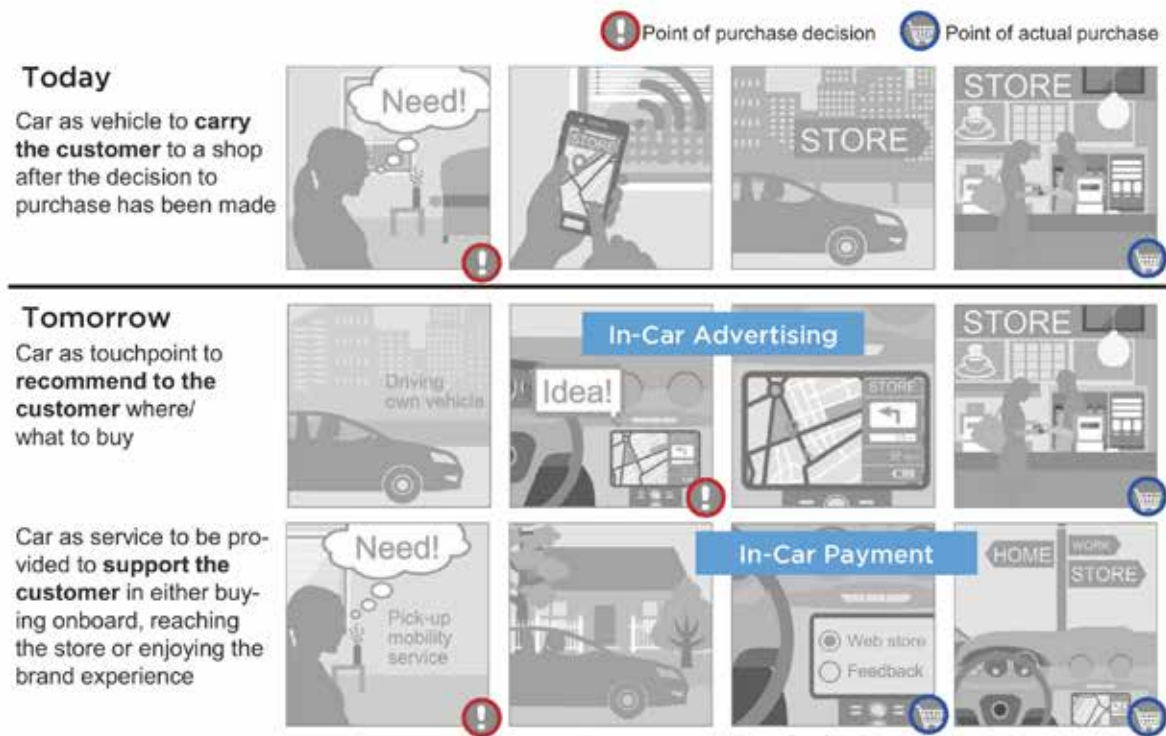 Point of purchase decision
Point of actual purchase
Today
Car as vehicle to carry
the customer to a shop
after the decision to
purchase has been made
Need!
STORE
STORE
STORE
Tomorrow
Car as touchpoint to
recommend to the
customer where/
what to buy
Driving
own vehicle
In-Car Advertising
Idea!
STORE
STORE
Car as service to be pro-
vided to support the
customer in either buy-
ing onboard, reaching
the store or enjoying the
brand experience
Need!
Pick-up
mobility
service
In-Car Payment
Web store
Feedback
HOME
WORK
STORE